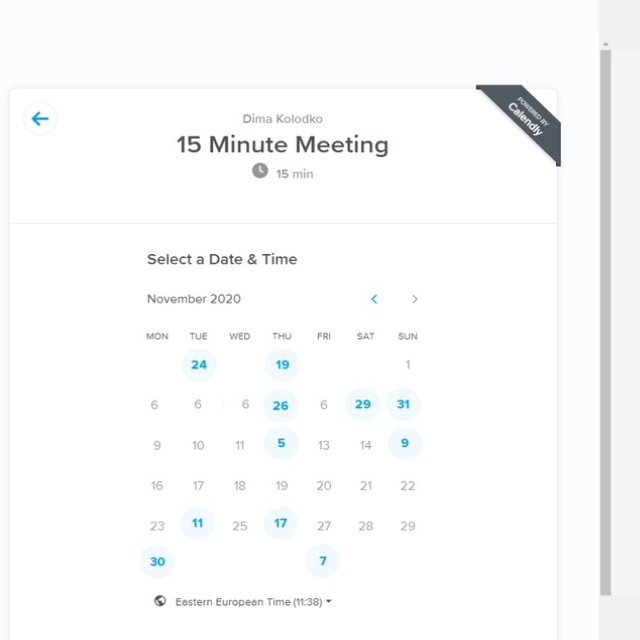 POWERED BY
Calendly
Dima Kolodko
15 Minute Meeting
15 min
Select a Date & Time
November 2020
MON TUE WED THU FRI SAT SUN
24 19 1
6 6 6 26 6 29 31
9 10 11 5 13 14 9
16 17 18 19 20 21 22
23 11 25 17 27 28 29
30 7
Eastern European Time (11:38)